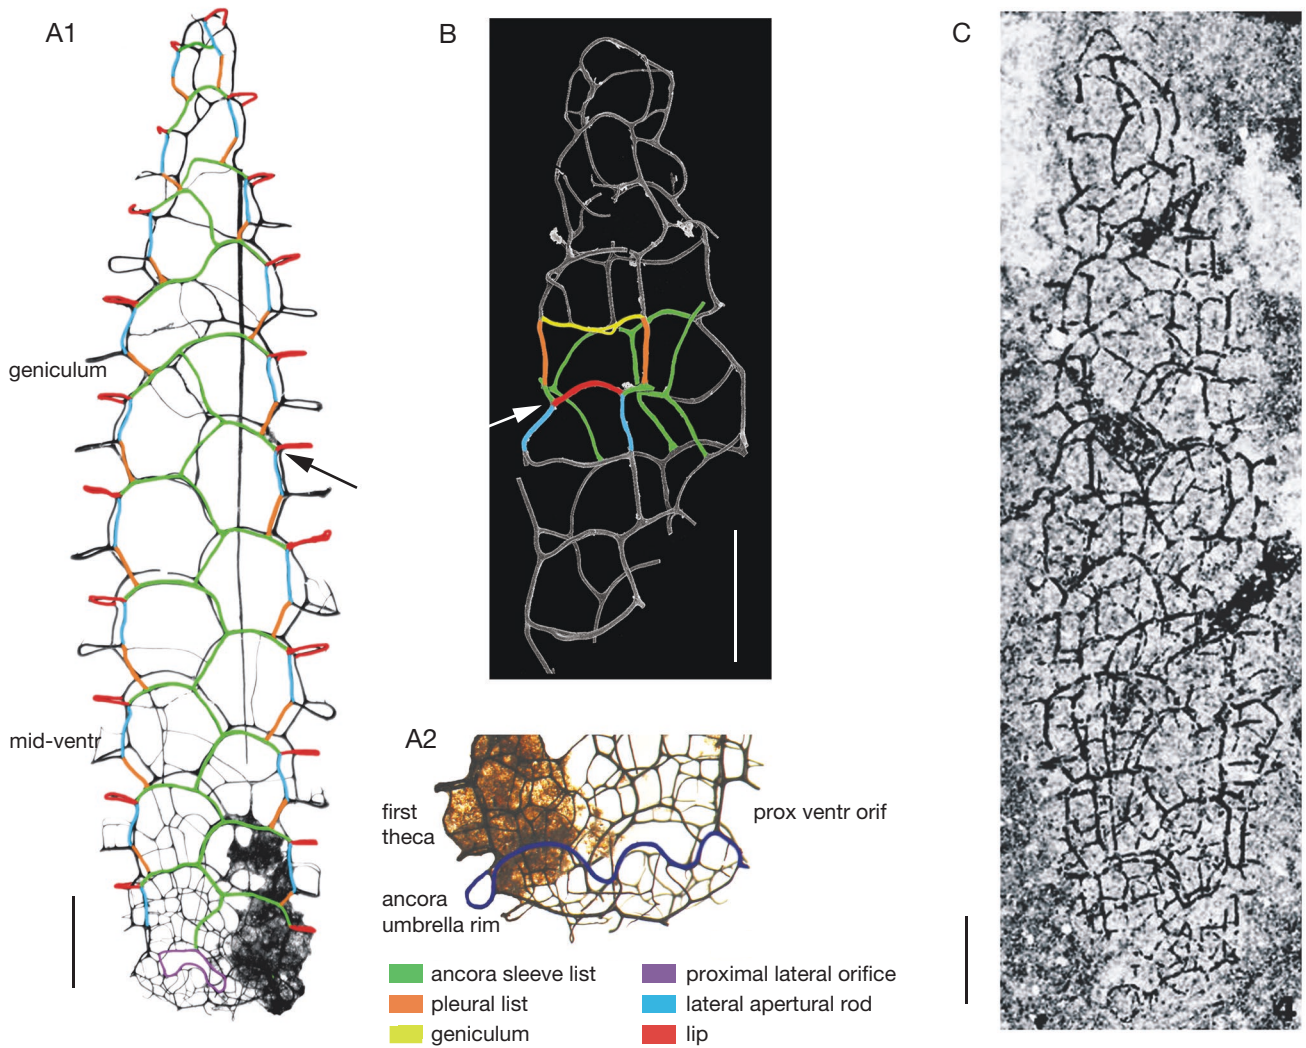 A1
B
C
geniculum
mid-ventr
A2
first
theca
prox ventr orif
ancora
umbrella rim
ancora sleeve list
proximal lateral orifice
pleural list
lateral apertural rod
geniculum
lip
4